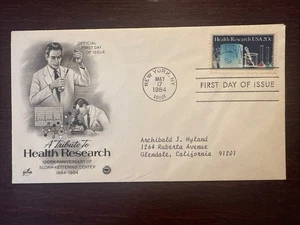 OFFICIAL
FIRST DAY
OF ISSUE
Health Research USA 20c
NEW YORK, NY
MAY
17
1984
10001
FIRST DAY OF ISSUE
A Tribute To
Health Research
100th ANNIVERSARY OF
SLOAN-KETTERING CENTER
1884-1984
Archibald J. Hyland
1264 Roberta Avenue
Glendale, California 91201